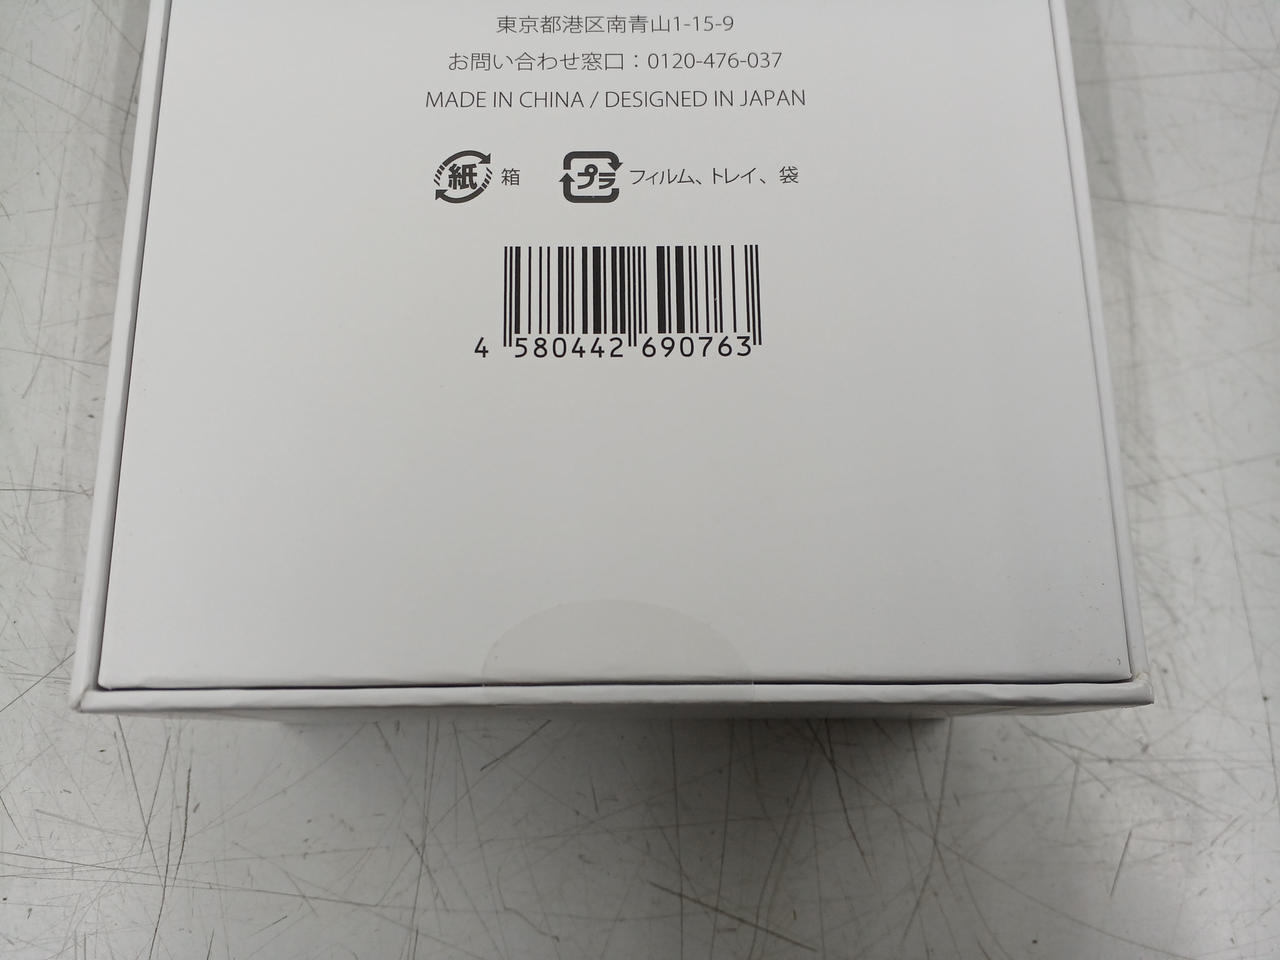 東京都港区南青山1-15-9
お問い合わせ窓口：0120-476-037
MADE IN CHINA / DESIGNED IN JAPAN
紙 箱 プラ フィルム、トレイ、袋
4 580442 690763